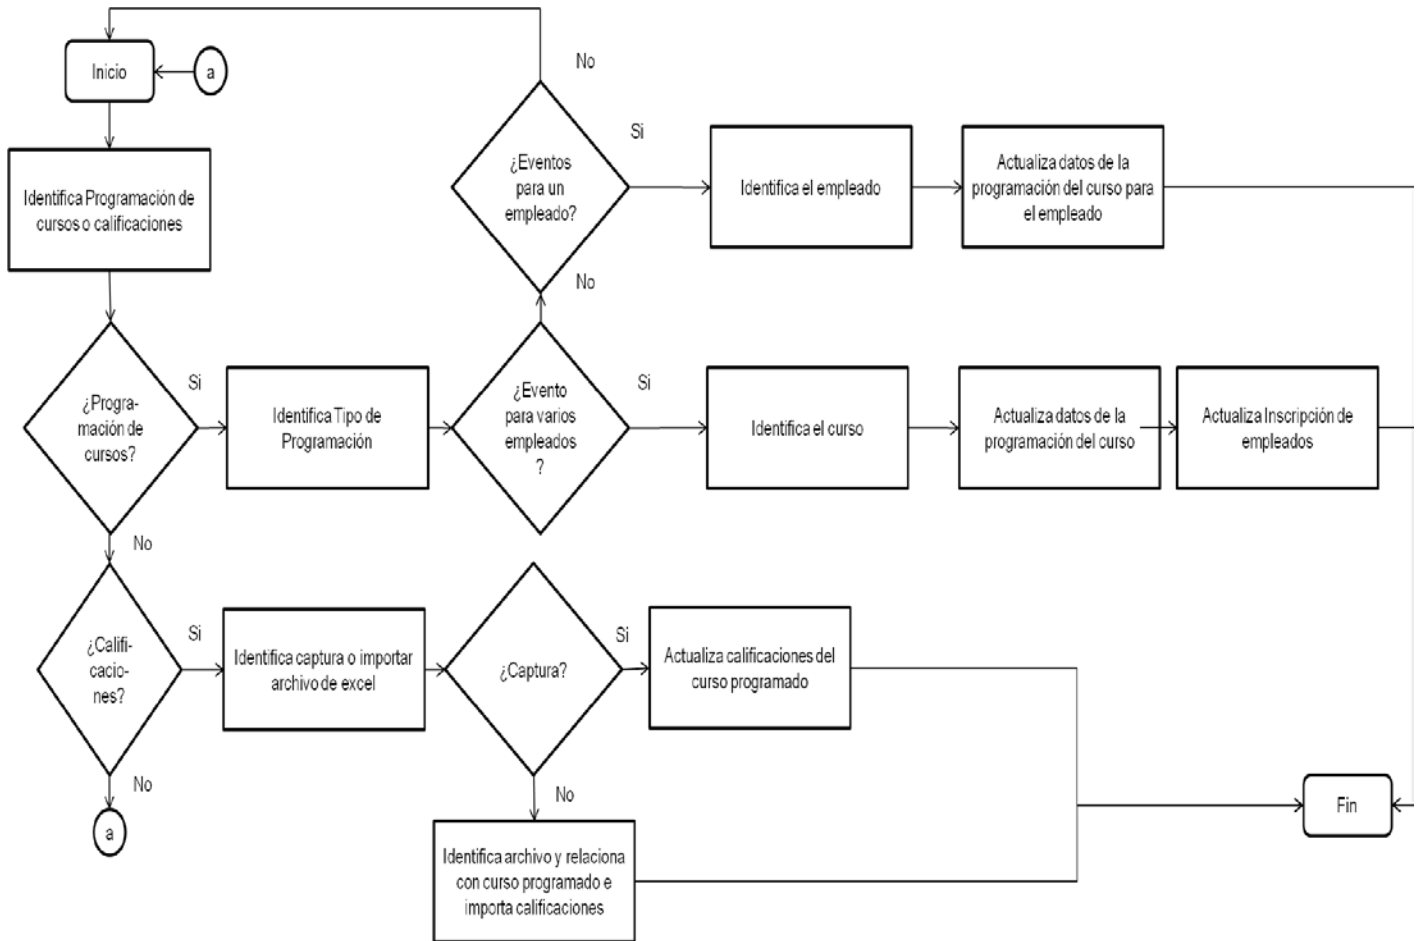 No
Inicio
a
¿Eventos
para un
empleado?
Si
Identifica el empleado
Actualiza datos de la
programación del curso para
el empleado
Identifica Programación de
cursos o calificaciones
No
¿Progra-
mación de
cursos?
Si
Identifica Tipo de
Programación
¿Evento
para varios
empleados
?
Si
Identifica el curso
Actualiza datos de la
programación del curso
Actualiza Inscripción de
empleados
No
¿Califi-
cacio-
nes?
Si
Identifica captura o importar
archivo de excel
¿Captura?
Si
Actualiza calificaciones del
curso programado
No
a
No
Identifica archivo y relaciona
con curso programado e
importa calificaciones
Fin